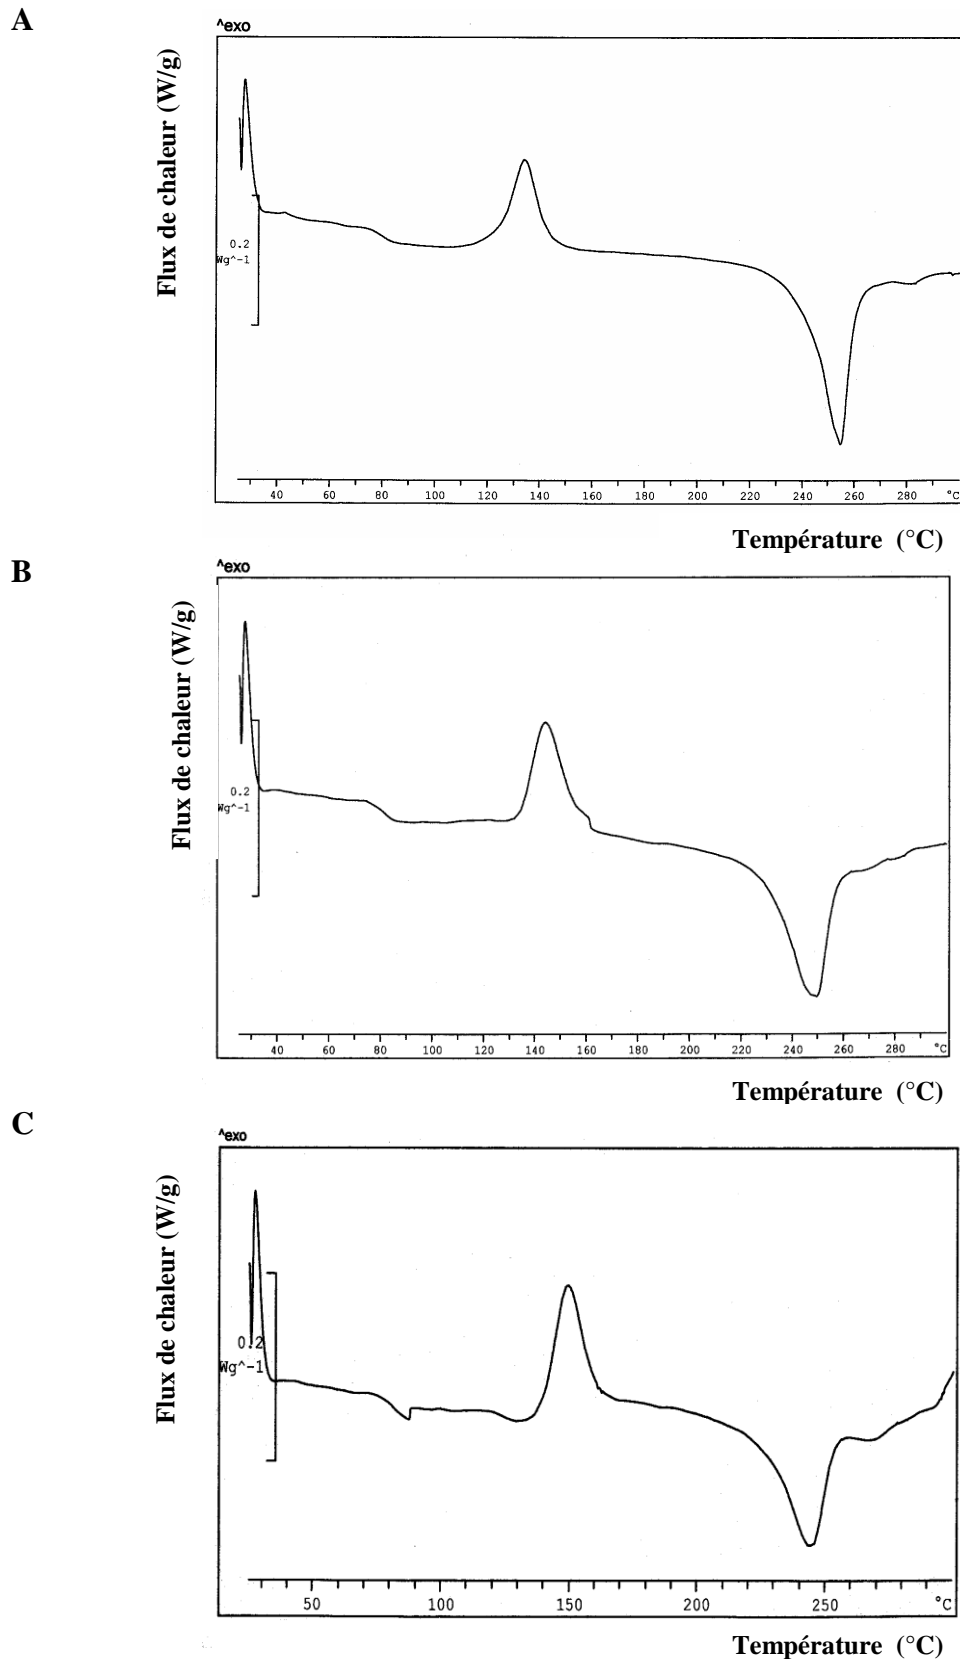 A
^exo
Flux de chaleur (W/g)
0.2
Wg^-1
40 60 80 100 120 140 160 180 200 220 240 260 280 °C
Température (°C)
B
^exo
Flux de chaleur (W/g)
0.2
Wg^-1
40 60 80 100 120 140 160 180 200 220 240 260 280 °C
Température (°C)
C
^exo
Flux de chaleur (W/g)
0.2
Wg^-1
50 100 150 200 250 °C
Température (°C)